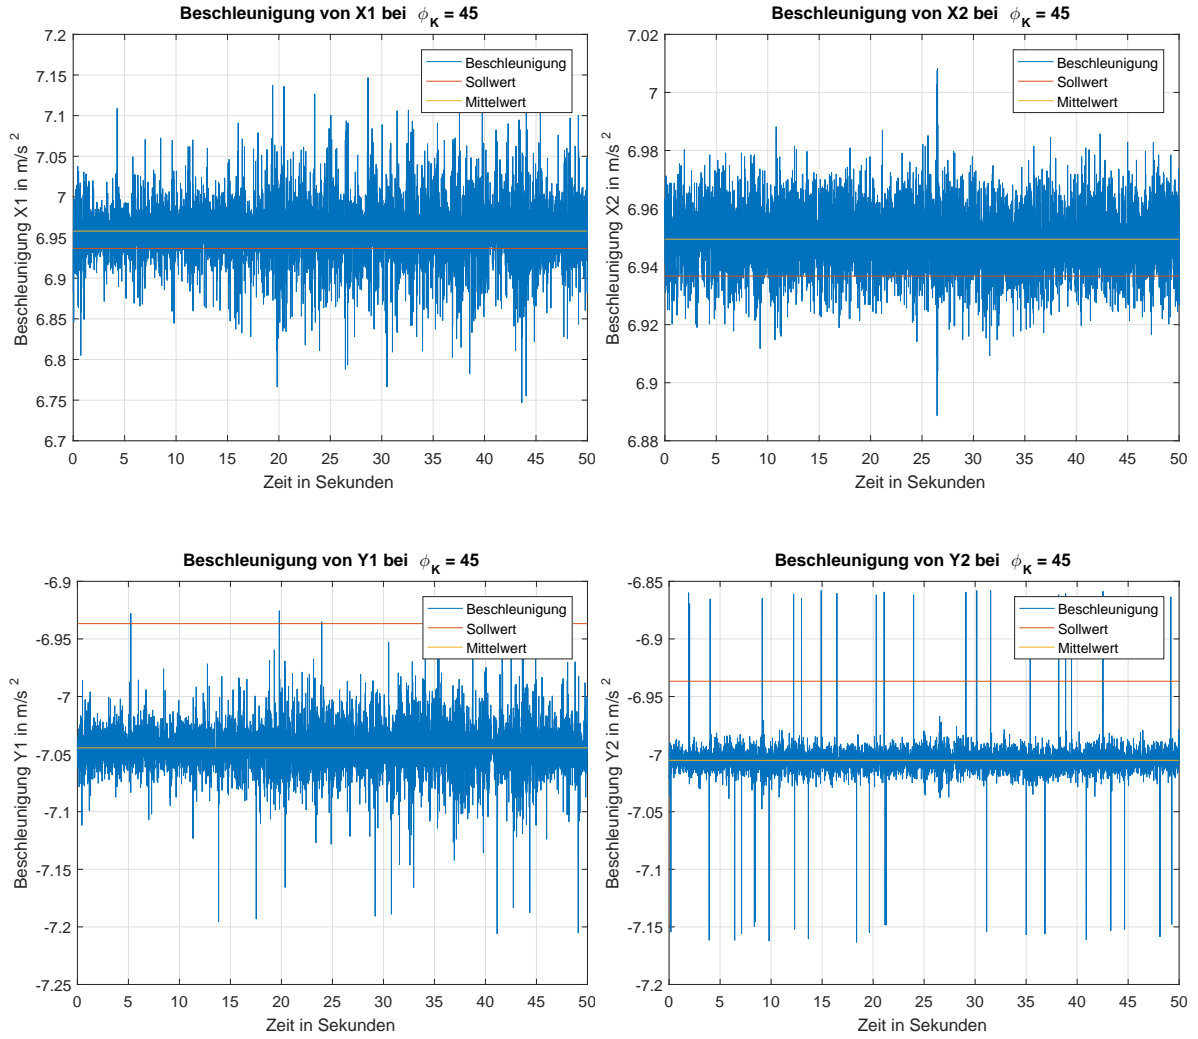 Beschleunigung von X1 bei ϕK = 45
7.2
7.15
7.1
7.05
7
6.95
6.9
6.85
6.8
6.75
6.7
Beschleunigung X1 in m/s²
Beschleunigung
Sollwert
Mittelwert
0 5 10 15 20 25 30 35 40 45 50
Zeit in Sekunden
Beschleunigung von X2 bei ϕK = 45
7.02
7
6.98
6.96
6.94
6.92
6.9
6.88
Beschleunigung X2 in m/s²
Beschleunigung
Sollwert
Mittelwert
0 5 10 15 20 25 30 35 40 45 50
Zeit in Sekunden
Beschleunigung von Y1 bei ϕK = 45
-6.9
-6.95
-7
-7.05
-7.1
-7.15
-7.2
-7.25
Beschleunigung Y1 in m/s²
Beschleunigung
Sollwert
Mittelwert
0 5 10 15 20 25 30 35 40 45 50
Zeit in Sekunden
Beschleunigung von Y2 bei ϕK = 45
-6.85
-6.9
-6.95
-7
-7.05
-7.1
-7.15
-7.2
Beschleunigung Y2 in m/s²
Beschleunigung
Sollwert
Mittelwert
0 5 10 15 20 25 30 35 40 45 50
Zeit in Sekunden